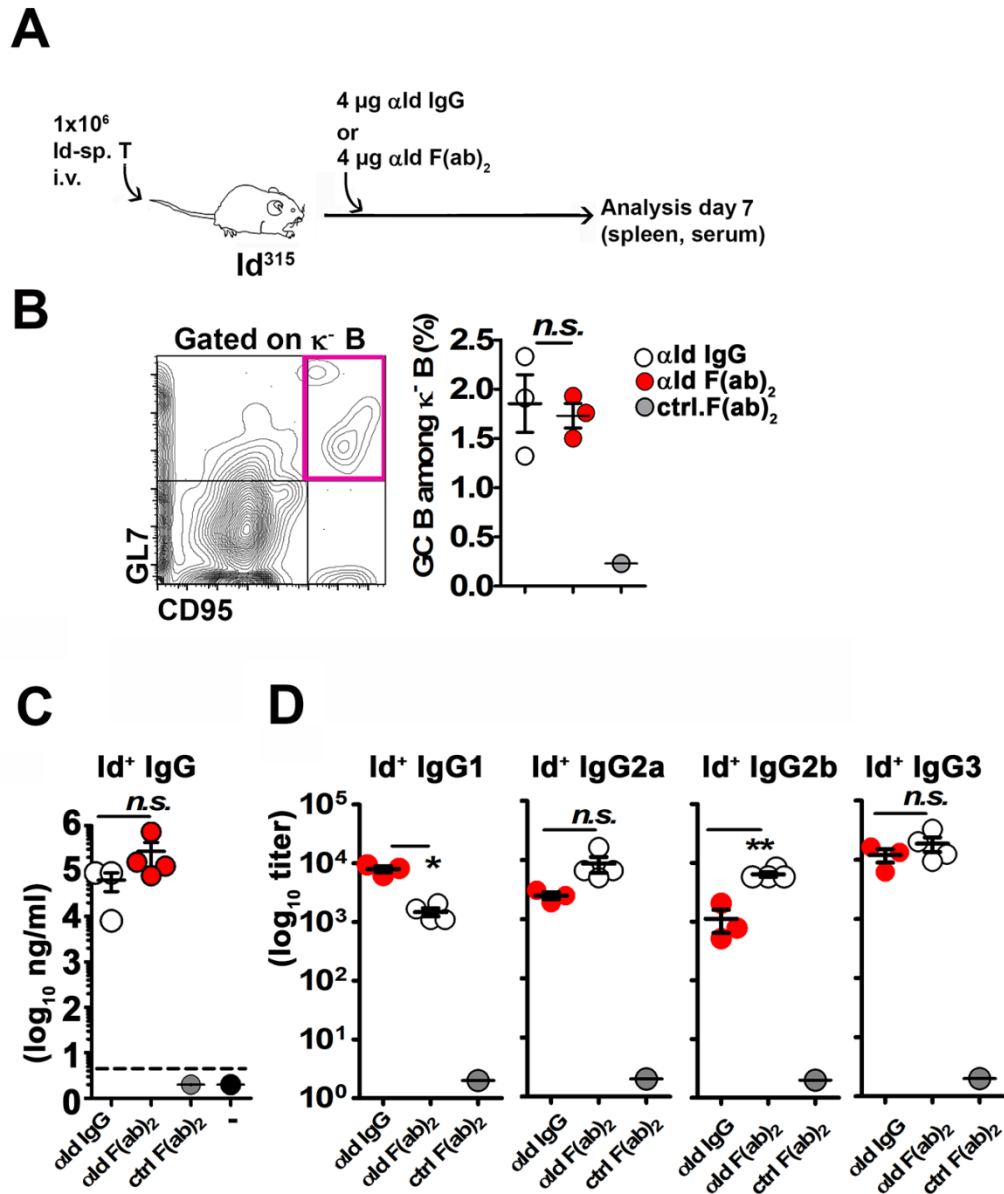 A
1x10⁶
Id-sp. T
i.v.
4 µg αId IgG
or
4 µg αId F(ab)₂
Id³¹⁵
Analysis day 7
(spleen, serum)
B
Gated on κ⁻ B
GL7
CD95
GC B among κ⁻ B (%)
2.5
2.0
1.5
1.0
0.5
0.0
n.s.
αId IgG
αId F(ab)₂
ctrl.F(ab)₂
C
Id⁺ IgG
n.s.
(log₁₀ ng/ml)
6
5
4
3
2
1
0
αId IgG
αId F(ab)₂
ctrl F(ab)₂
-
D
(log₁₀ titer)
10⁵
10⁴
10³
10²
10¹
10⁰
Id⁺ IgG1
*
αId IgG
αId F(ab)₂
ctrl F(ab)₂
Id⁺ IgG2a
n.s.
αId IgG
αId F(ab)₂
ctrl F(ab)₂
Id⁺ IgG2b
**
αId IgG
αId F(ab)₂
ctrl F(ab)₂
Id⁺ IgG3
n.s.
αId IgG
αId F(ab)₂
ctrl F(ab)₂